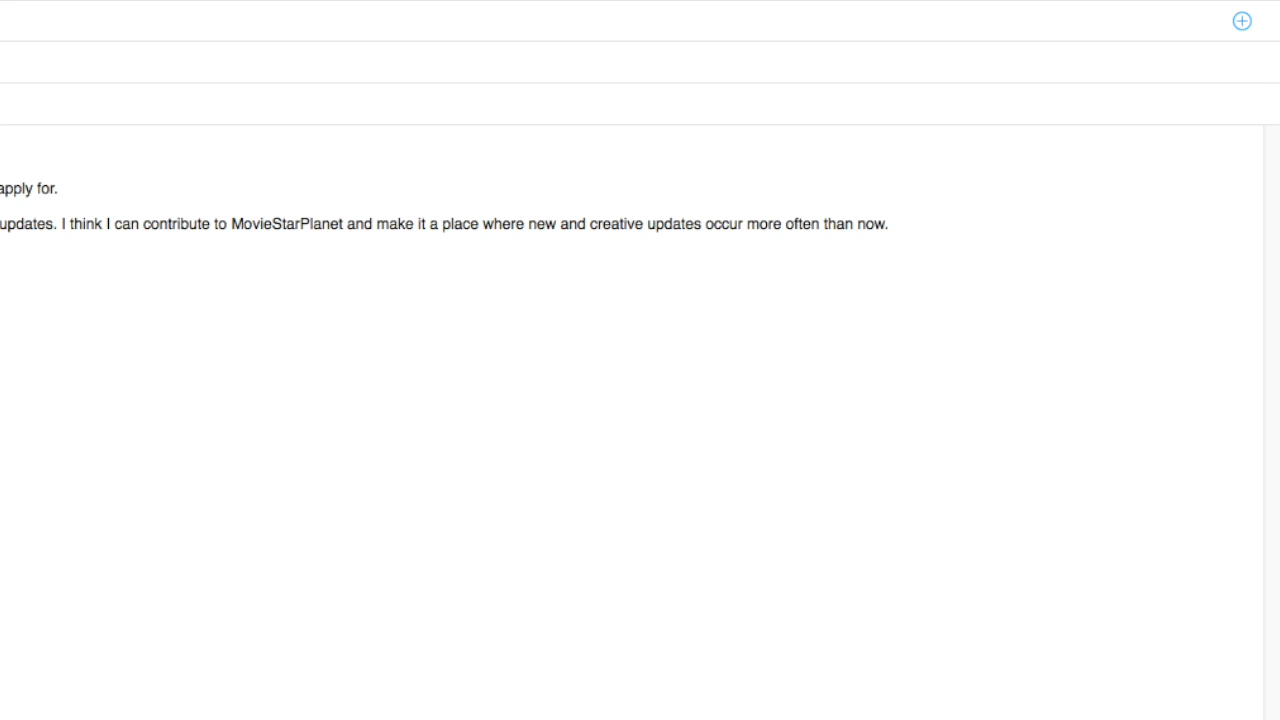 apply for.
updates. I think I can contribute to MovieStarPlanet and make it a place where new and creative updates occur more often than now.